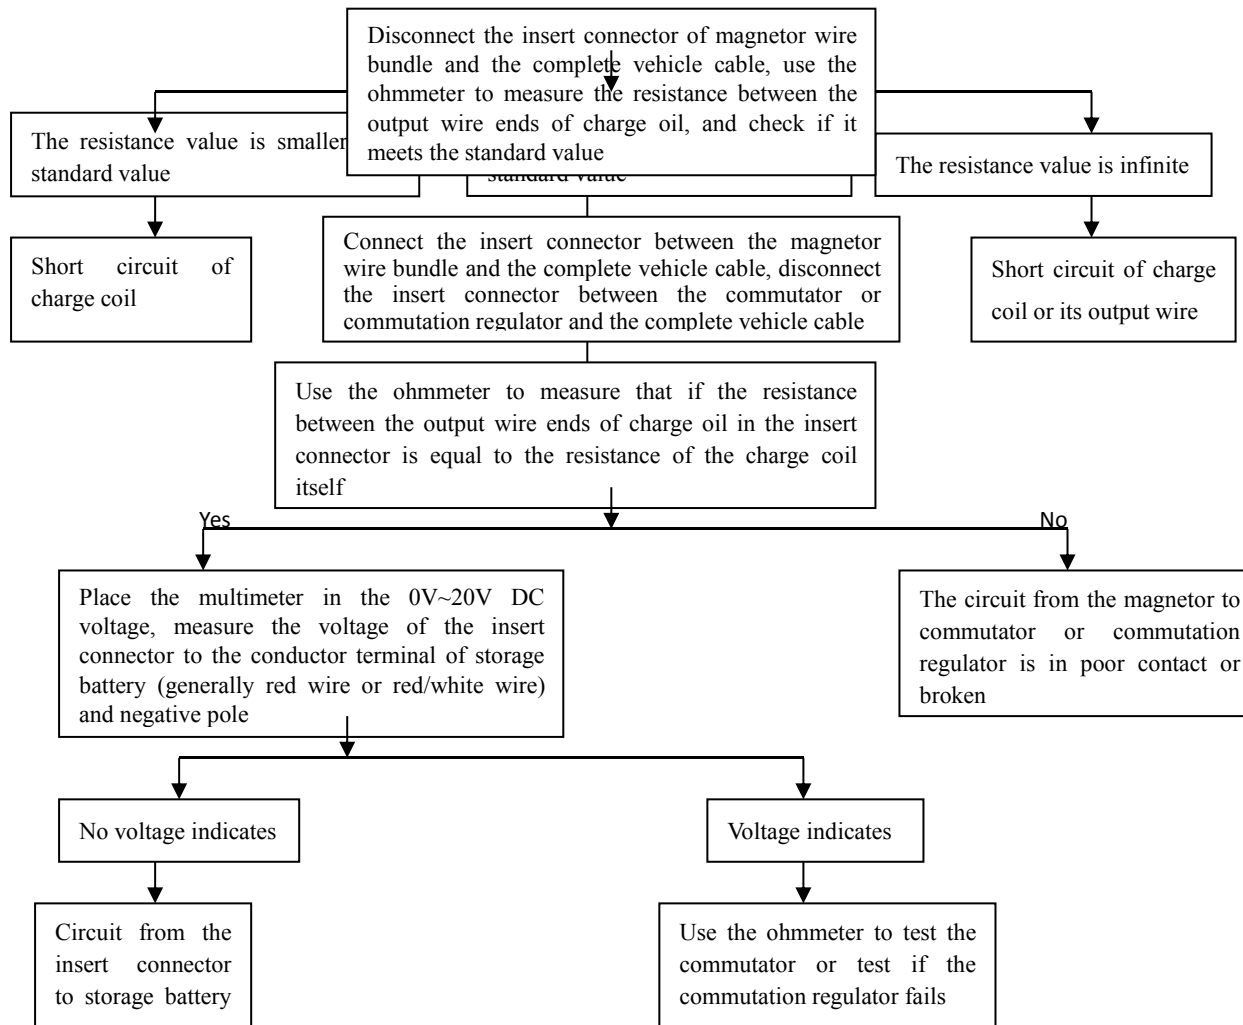 Disconnect the insert connector of magnetor wire
bundle and the complete vehicle cable, use the
ohmmeter to measure the resistance between the
output wire ends of charge oil, and check if it
meets the standard value
The resistance value is smaller
standard value
standard value
The resistance value is infinite
Short circuit of
charge coil
Connect the insert connector between the magnetor
wire bundle and the complete vehicle cable, disconnect
the insert connector between the commutator or
commutation regulator and the complete vehicle cable
Short circuit of charge
coil or its output wire
Use the ohmmeter to measure that if the resistance
between the output wire ends of charge oil in the insert
connector is equal to the resistance of the charge coil
itself
Yes
No
Place the multimeter in the 0V~20V DC
voltage, measure the voltage of the insert
connector to the conductor terminal of storage
battery (generally red wire or red/white wire)
and negative pole
The circuit from the magnetor to
commutator or commutation
regulator is in poor contact or
broken
No voltage indicates
Voltage indicates
Circuit from the
insert connector
to storage battery
Use the ohmmeter to test the
commutator or test if the
commutation regulator fails